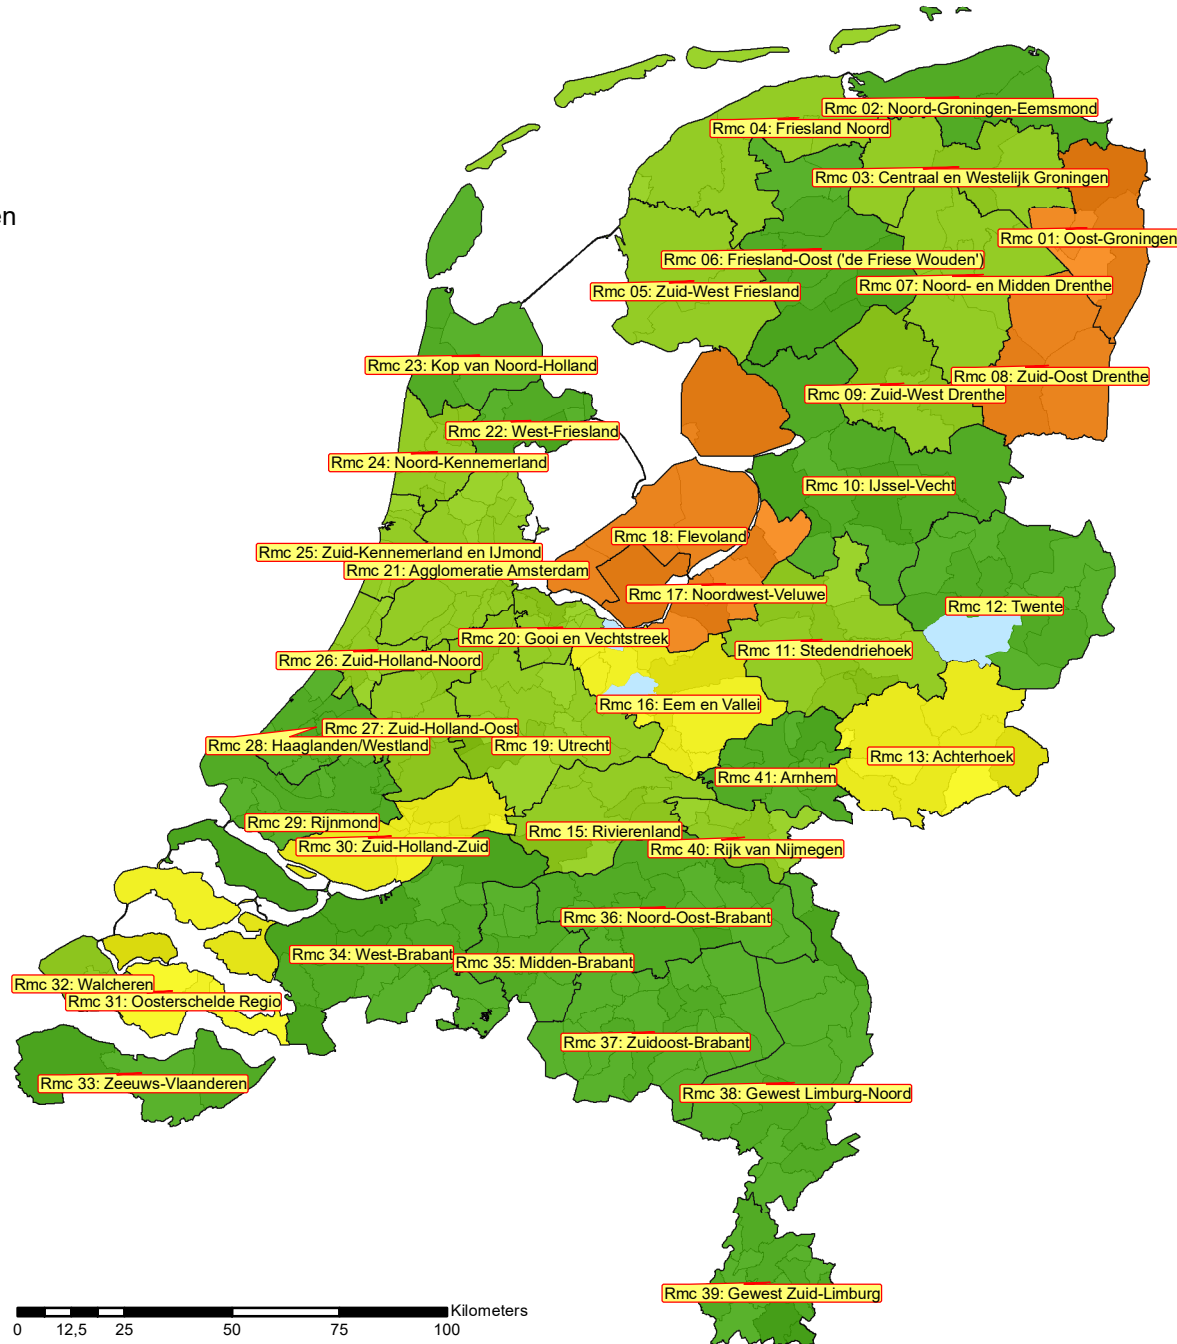 en
Rmc 02: Noord-Groningen-Eemsmond
Rmc 04: Friesland Noord
Rmc 03: Centraal en Westelijk Groningen
Rmc 01: Oost-Groningen
Rmc 06: Friesland-Oost ('de Friese Wouden')
Rmc 07: Noord- en Midden Drenthe
Rmc 05: Zuid-West Friesland
Rmc 23: Kop van Noord-Holland
Rmc 08: Zuid-Oost Drenthe
Rmc 09: Zuid-West Drenthe
Rmc 22: West-Friesland
Rmc 24: Noord-Kennemerland
Rmc 10: IJssel-Vecht
Rmc 18: Flevoland
Rmc 25: Zuid-Kennemerland en IJmond
Rmc 21: Agglomeratie Amsterdam
Rmc 17: Noordwest-Veluwe
Rmc 12: Twente
Rmc 20: Gooi en Vechtstreek
Rmc 11: Stedendriehoek
Rmc 26: Zuid-Holland-Noord
Rmc 16: Eem en Vallei
Rmc 27: Zuid-Holland-Oost
Rmc 28: Haaglanden/Westland
Rmc 19: Utrecht
Rmc 13: Achterhoek
Rmc 41: Arnhem
Rmc 29: Rijnmond
Rmc 15: Rivierenland
Rmc 30: Zuid-Holland-Zuid
Rmc 40: Rijk van Nijmegen
Rmc 36: Noord-Oost-Brabant
Rmc 34: West-Brabant
Rmc 35: Midden-Brabant
Rmc 32: Walcheren
Rmc 31: Oosterschelde Regio
Rmc 37: Zuidoost-Brabant
Rmc 33: Zeeuws-Vlaanderen
Rmc 38: Gewest Limburg-Noord
Rmc 39: Gewest Zuid-Limburg
Kilometers
0 12,5 25 50 75 100